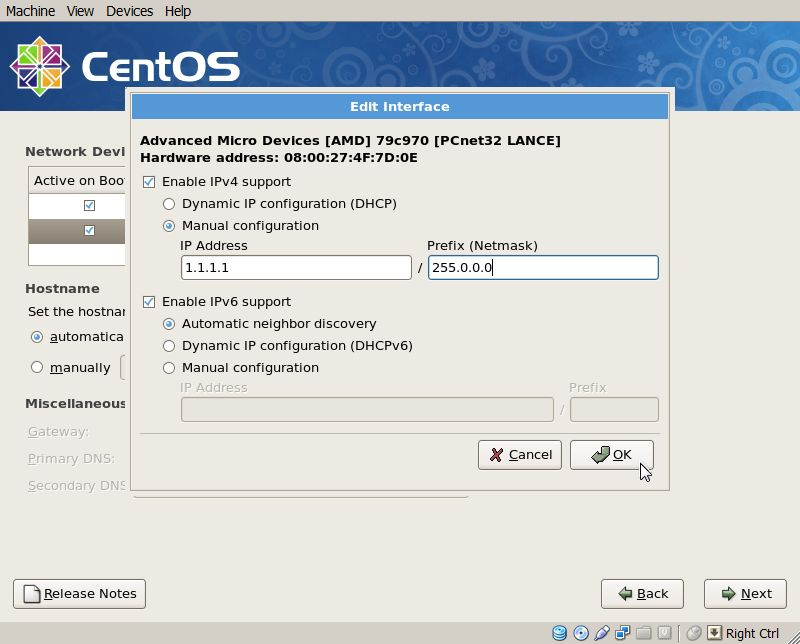 Machine View Devices Help
CentOS
Edit Interface
Advanced Micro Devices [AMD] 79c970 [PCnet32 LANCE]
Hardware address: 08:00:27:4F:7D:0E
Network Devi
Active on Boo
Enable IPv4 support
Dynamic IP configuration (DHCP)
Manual configuration
IP Address Prefix (Netmask)
1.1.1.1 / 255.0.0.0
Enable IPv6 support
Automatic neighbor discovery
Dynamic IP configuration (DHCPv6)
Manual configuration
IP Address Prefix
/
Cancel OK
Hostname
Set the hostnar
automatica
manually
Miscellaneous
Gateway:
Primary DNS:
Secondary DNS
Release Notes Back Next
Right Ctrl